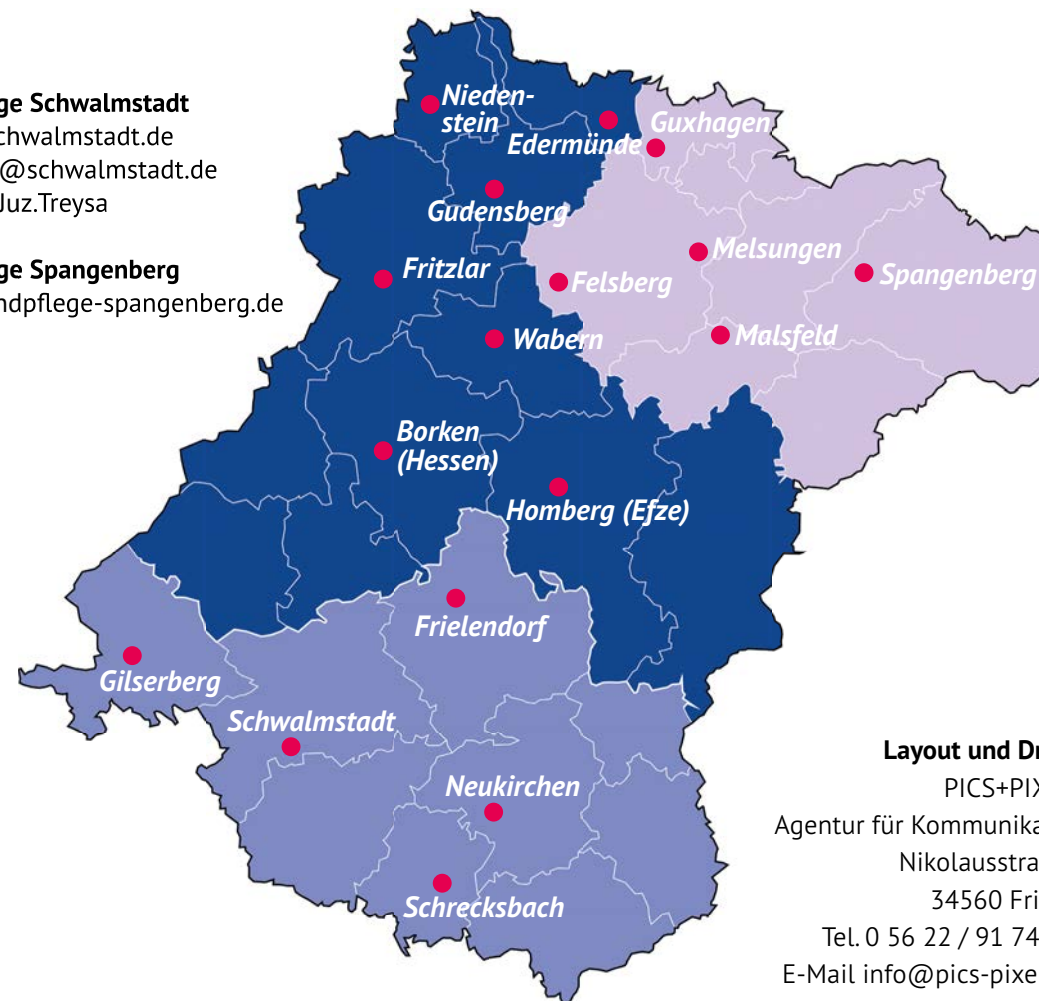 ge Schwalmstadt
chwalmstadt.de
@schwalmstadt.de
Juz.Treysa
ge Spangenberg
ndpflege-spangenberg.de
Nieden-
stein
Edermünde
Guxhagen
Gudensberg
Fritzlar
Felsberg
Melsungen
Spangenberg
Wabern
Malsfeld
Borken
(Hessen)
Homberg (Efze)
Frielendorf
Gilserberg
Schwalmstadt
Neukirchen
Schrecksbach
Layout und Dr
PICS+PIX
Agentur für Kommunika
Nikolausstra
34560 Fri
Tel. 0 56 22 / 91 74
E-Mail info@pics-pixe